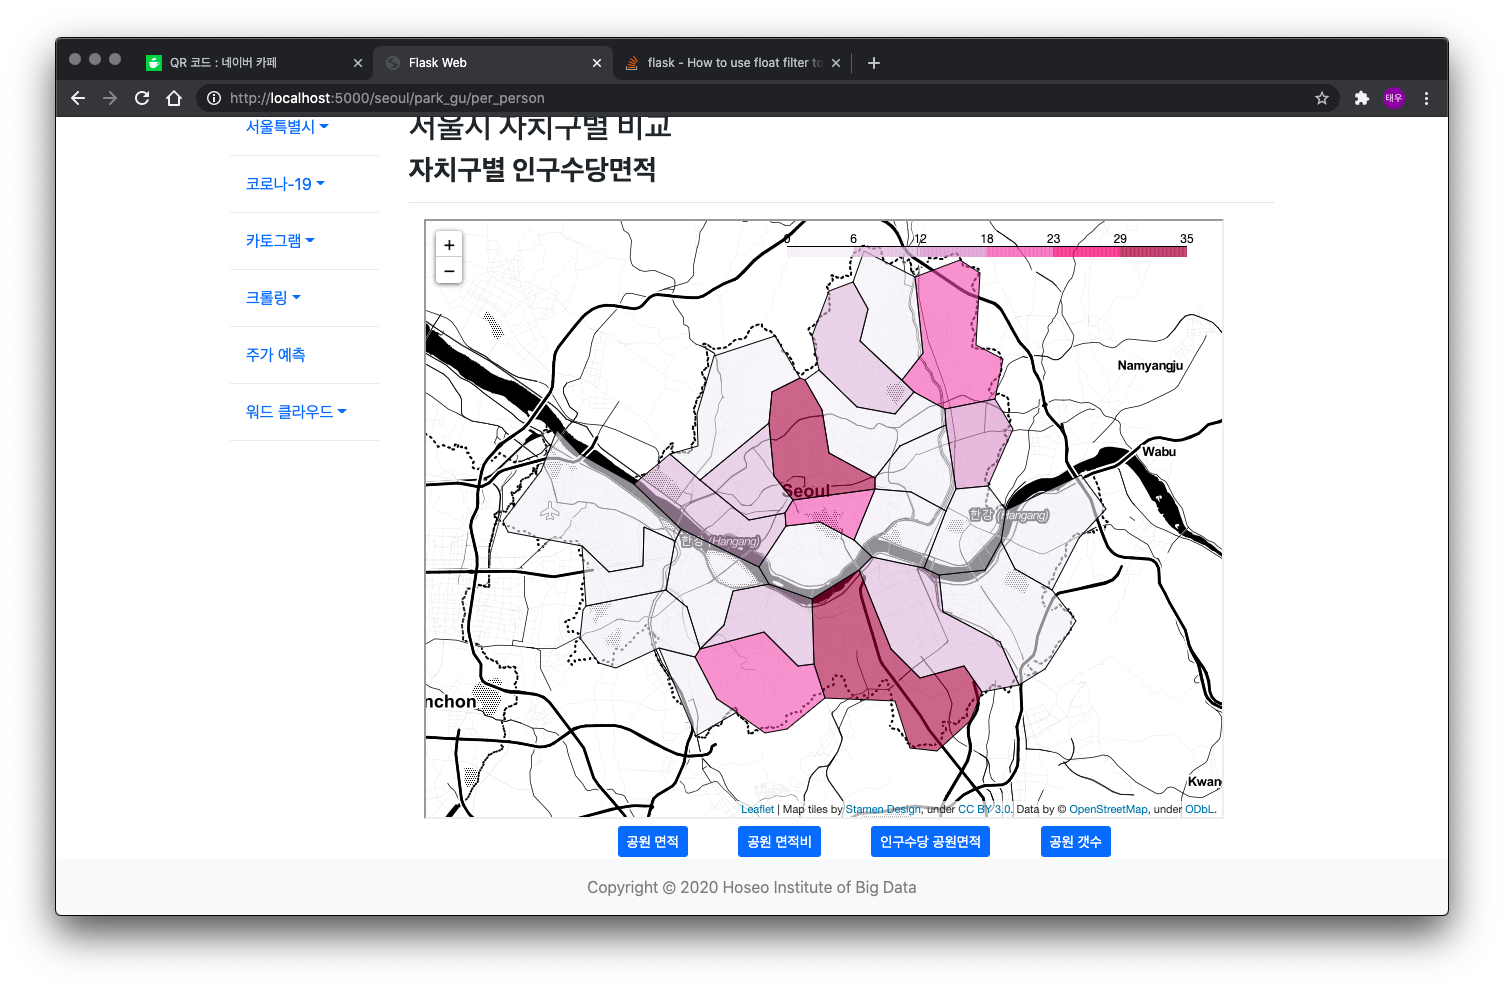 QR 코드 : 네이버 카페
Flask Web
flask - How to use float filter to
http://localhost:5000/seoul/park_gu/per_person
태우
서울특별시
코로나-19
카토그램
크롤링
주가 예측
워드 클라우드
서울시 자치구별 비교
자치구별 인구수당면적
+
−
0 6 12 18 23 29 35
Namyangju
Wabu
Seoul
한강 (Hangang)
한강 (Hangang)
nchon
Kwan
Leaflet | Map tiles by Stamen Design, under CC BY 3.0. Data by © OpenStreetMap, under ODbL.
공원 면적
공원 면적비
인구수당 공원면적
공원 갯수
Copyright © 2020 Hoseo Institute of Big Data